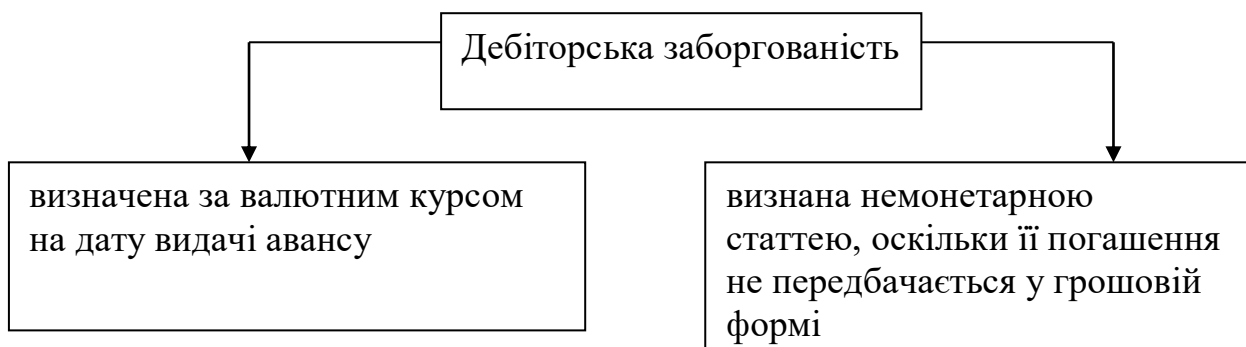 Дебіторська заборгованість
визначена за валютним курсом
на дату видачі авансу
визнана немонетарною
статтею, оскільки її погашення
не передбачається у грошовій
формі